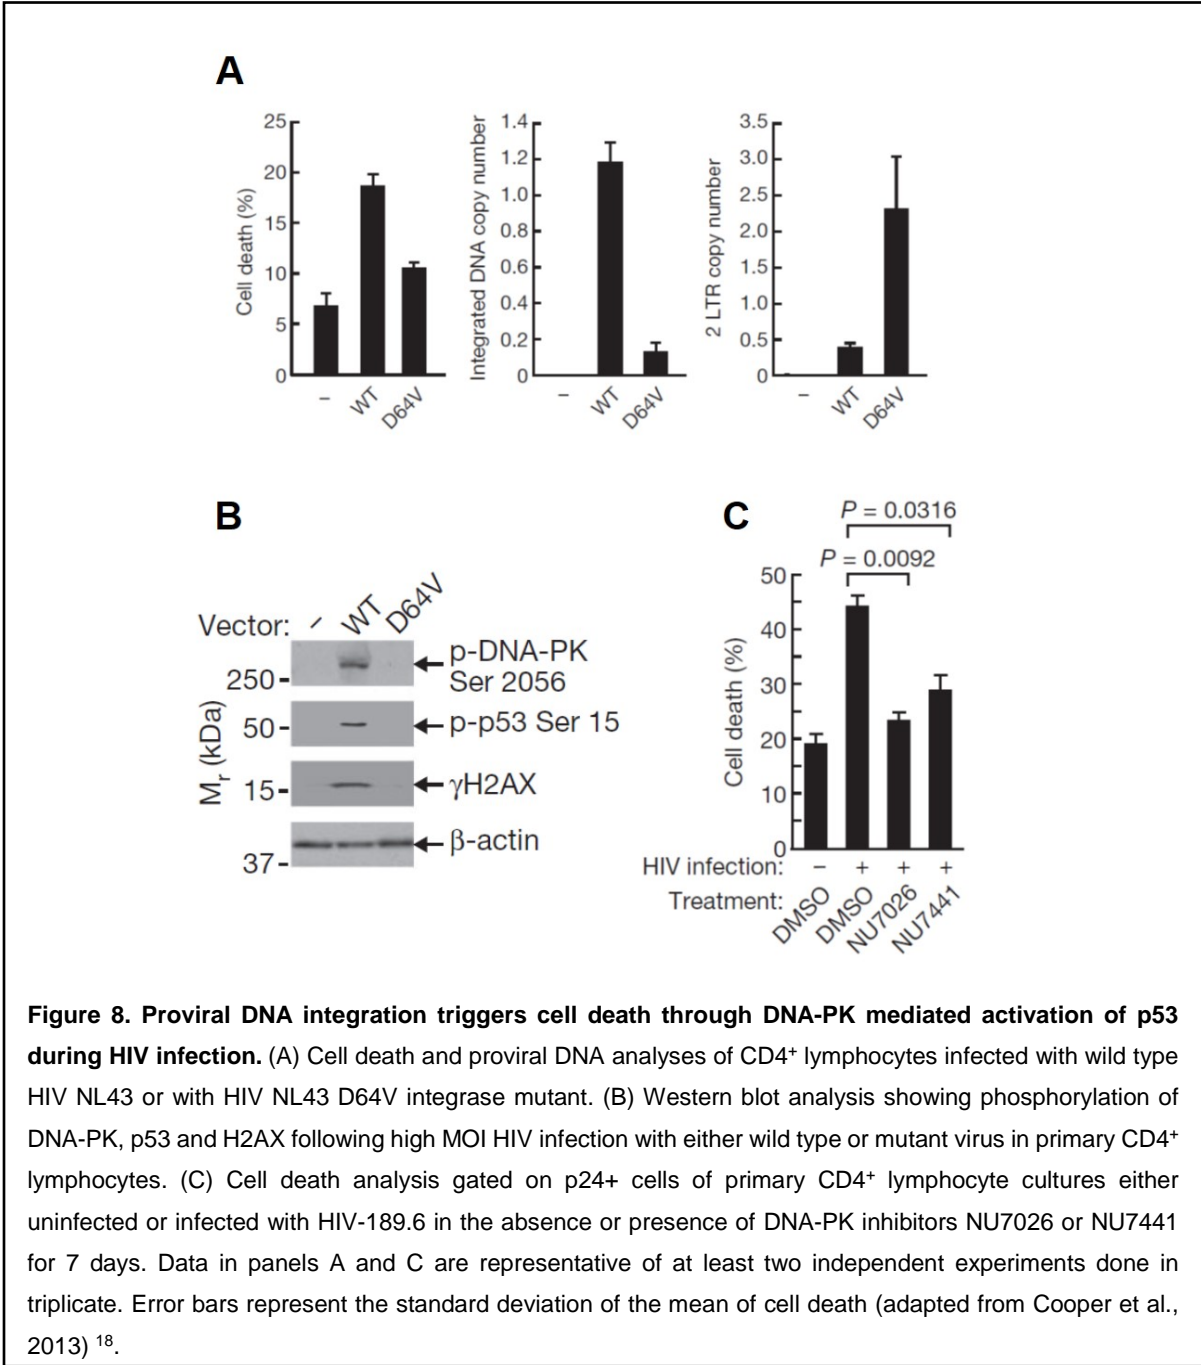 A
Cell death (%)
25
20
15
10
5
0
–
WT
D64V
Integrated DNA copy number
1.4
1.2
1.0
0.8
0.6
0.4
0.2
0
–
WT
D64V
2 LTR copy number
3.5
3.0
2.5
2.0
1.5
1.0
0.5
0
–
WT
D64V
B
Vector: – WT D64V
Mr (kDa)
250
50
15
37
p-DNA-PK
Ser 2056
p-p53 Ser 15
γH2AX
β-actin
C
P = 0.0316
P = 0.0092
Cell death (%)
50
40
30
20
10
0
HIV infection: – + + +
Treatment: DMSO DMSO NU7026 NU7441
Figure 8. Proviral DNA integration triggers cell death through DNA-PK mediated activation of p53
during HIV infection. (A) Cell death and proviral DNA analyses of CD4+ lymphocytes infected with wild type
HIV NL43 or with HIV NL43 D64V integrase mutant. (B) Western blot analysis showing phosphorylation of
DNA-PK, p53 and H2AX following high MOI HIV infection with either wild type or mutant virus in primary CD4+
lymphocytes. (C) Cell death analysis gated on p24+ cells of primary CD4+ lymphocyte cultures either
uninfected or infected with HIV-189.6 in the absence or presence of DNA-PK inhibitors NU7026 or NU7441
for 7 days. Data in panels A and C are representative of at least two independent experiments done in
triplicate. Error bars represent the standard deviation of the mean of cell death (adapted from Cooper et al.,
2013) 18.